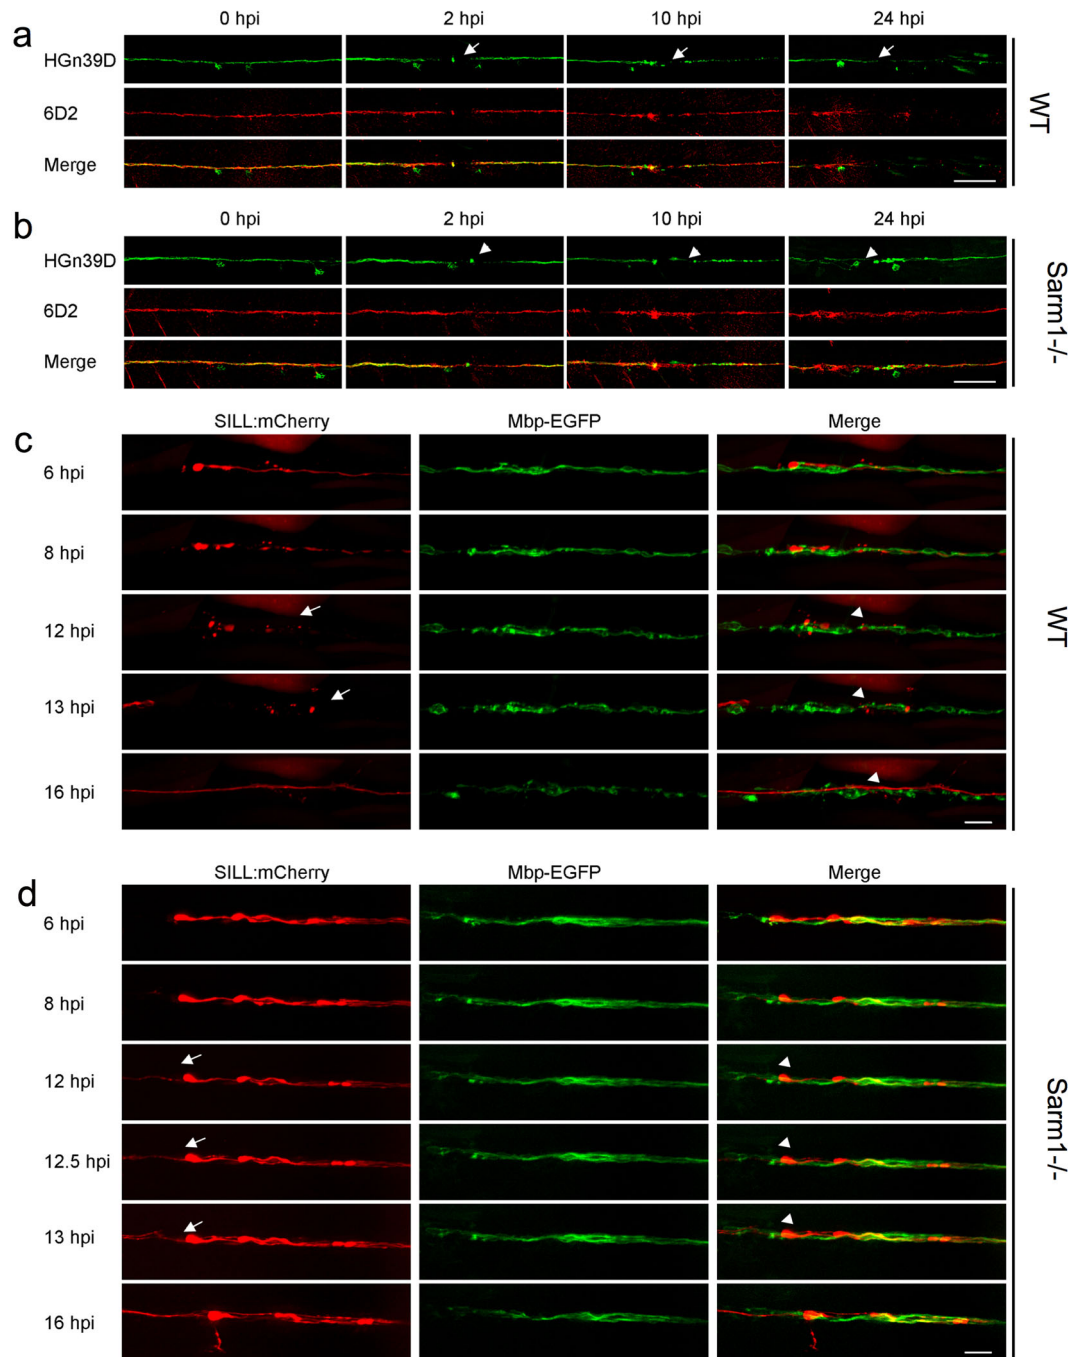 a
0 hpi 2 hpi 10 hpi 24 hpi
HGn39D
6D2
Merge
WT
b
0 hpi 2 hpi 10 hpi 24 hpi
HGn39D
6D2
Merge
Sarm1-/-
c
SILL:mCherry Mbp-EGFP Merge
6 hpi
8 hpi
12 hpi
13 hpi
16 hpi
WT
d
SILL:mCherry Mbp-EGFP Merge
6 hpi
8 hpi
12 hpi
12.5 hpi
13 hpi
16 hpi
Sarm1-/-